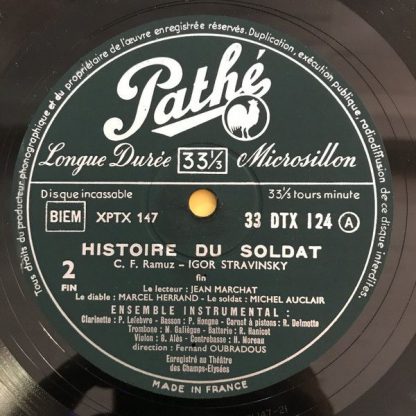 Tous droits du producteur phonographique et du propriétaire de l'œuvre enregistrée réservés. Duplication, exécution publique, radiodiffusion de ce disque interdites.
Pathé
Longue Durée 33⅓ Microsillon
Disque incassable
33⅓ tours minute
BIEM XPTX 147
33 DTX 124 A
HISTOIRE DU SOLDAT
C. F. Ramuz – IGOR STRAVINSKY
2
FIN
fin
Le lecteur : JEAN MARCHAT
Le diable : MARCEL HERRAND - Le soldat : MICHEL AUCLAIR
ENSEMBLE INSTRUMENTAL :
Clarinette : P. Lefebvre - Basson : P. Hongne - Cornet à pistons : R. Delmotte
Trombone : N. Gallègue - Batterie : R. Hanicot
Violon : B. Alès - Contrebasse : H. Moreau
direction : Fernand OUBRADOUS
Enregistré au Théâtre
des Champs-Elysées
MADE IN FRANCE